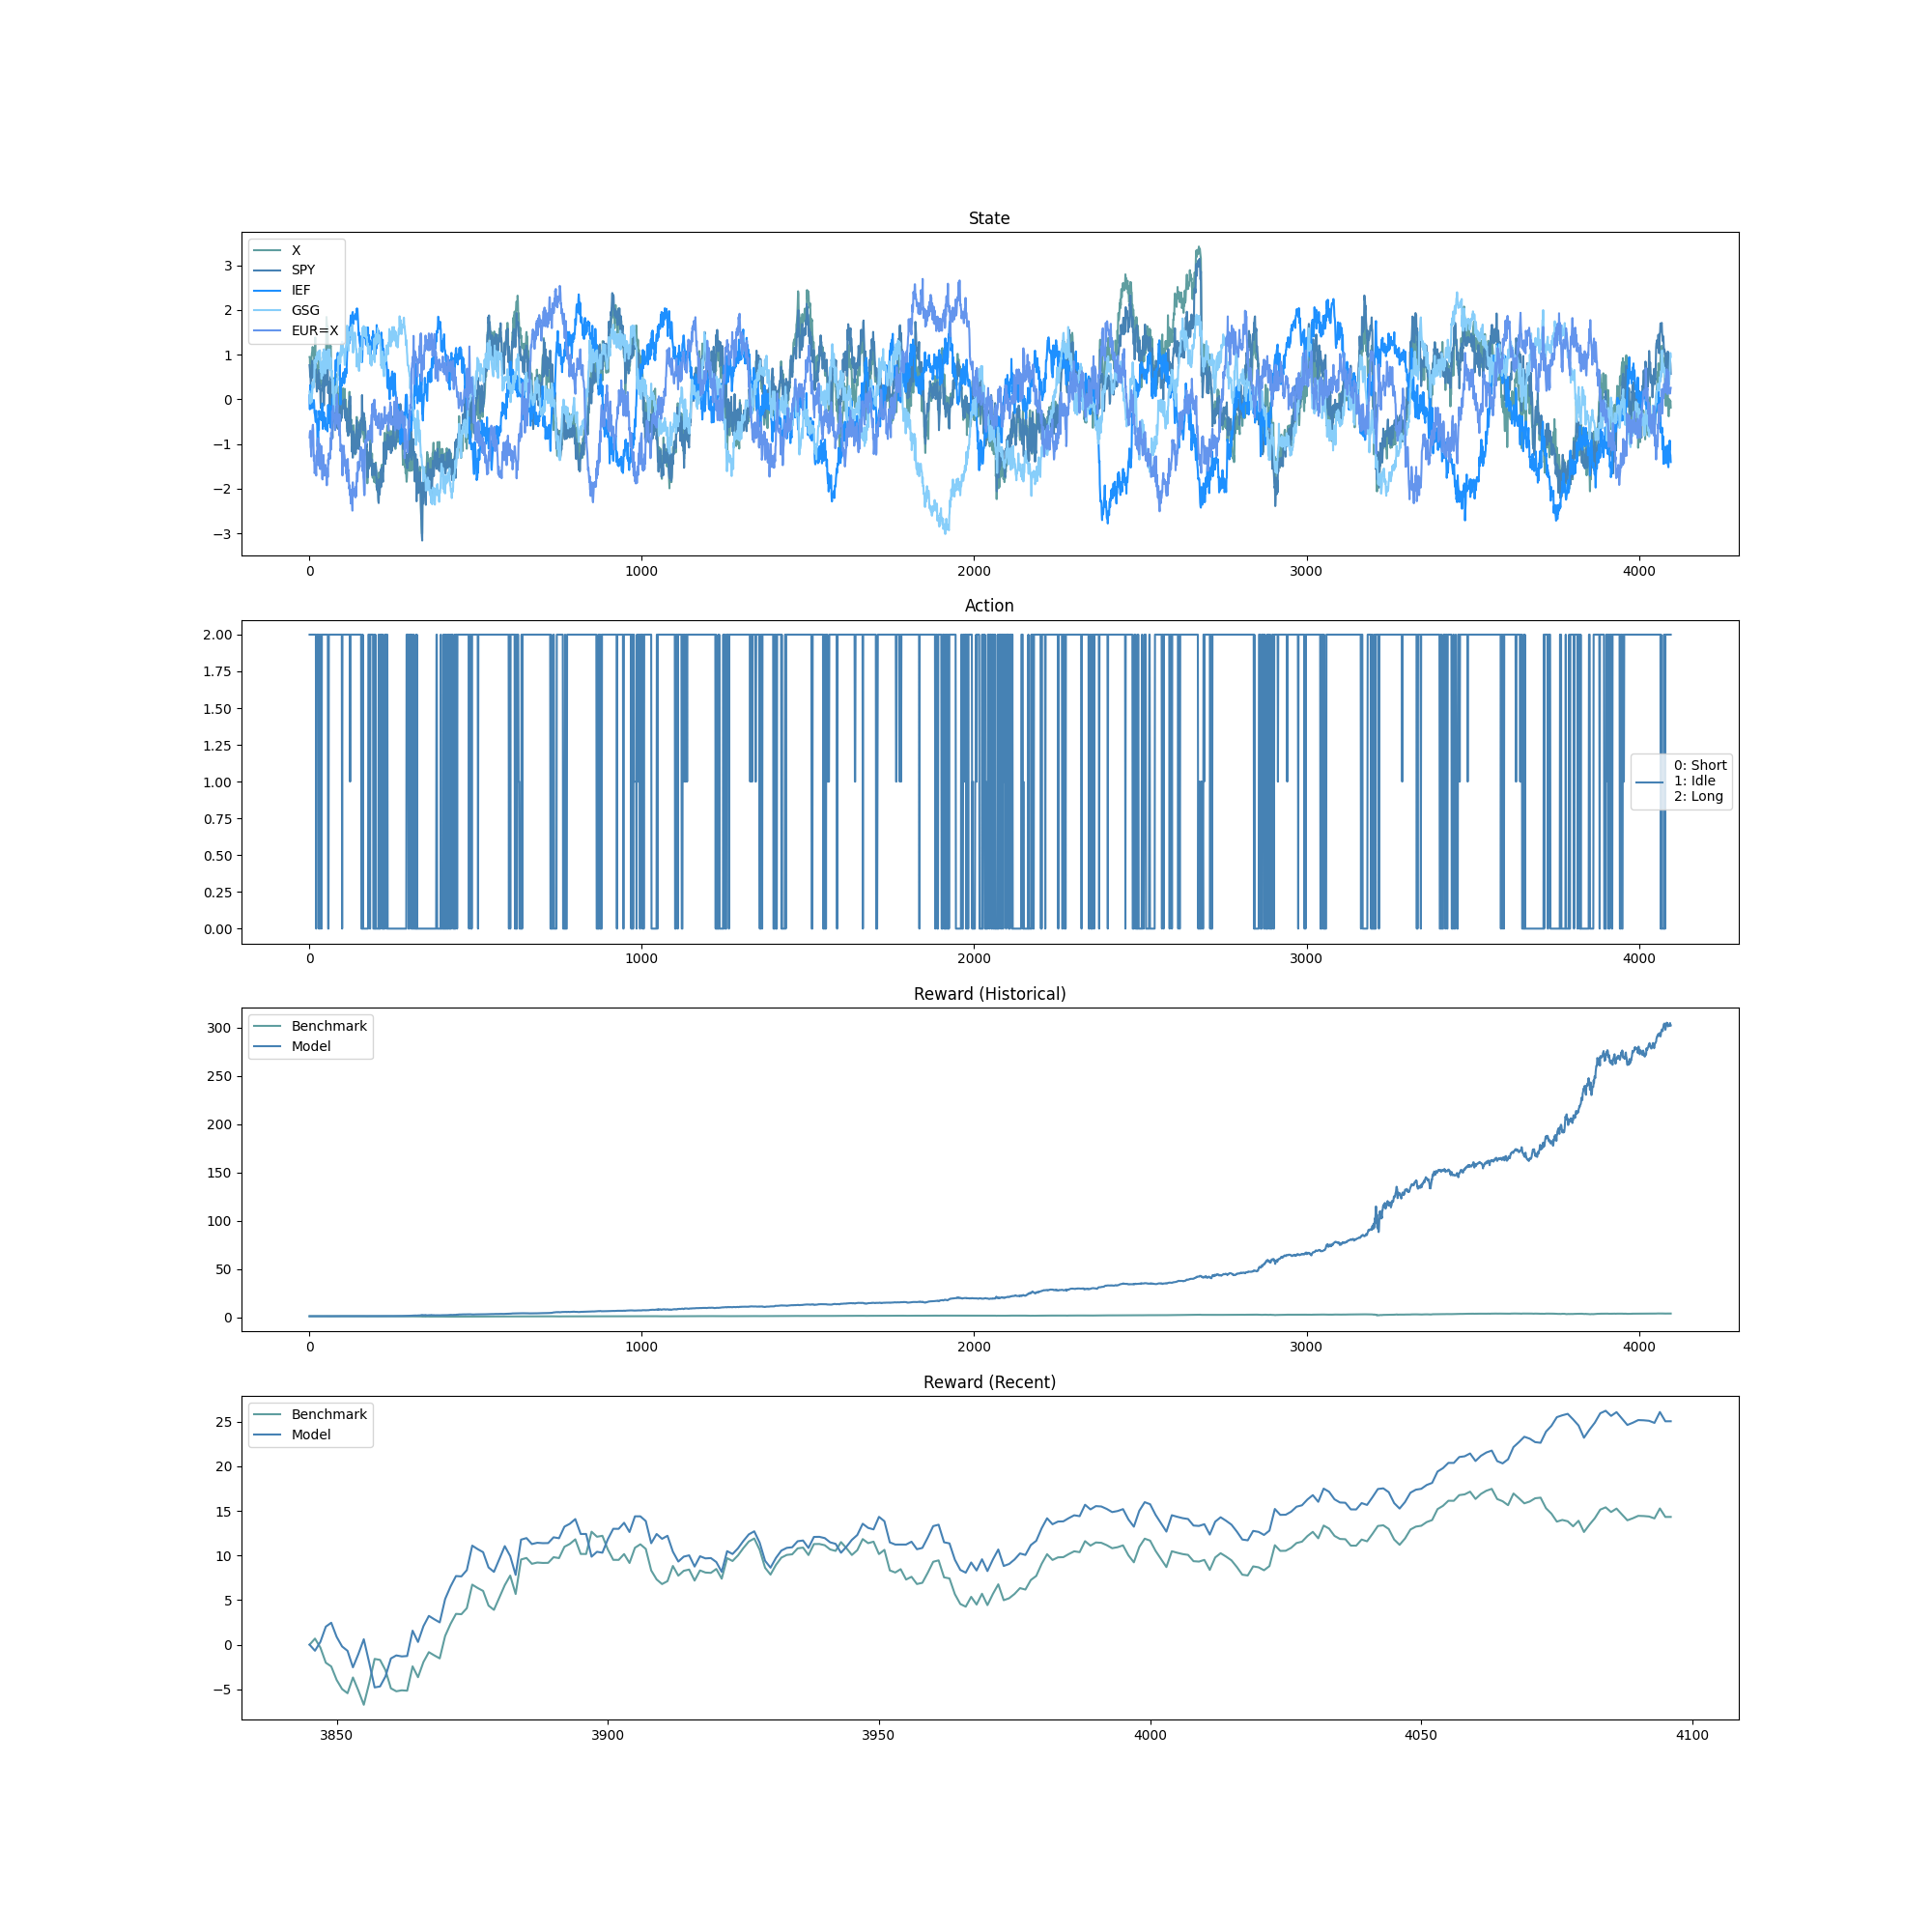 State
X
SPY
IEF
GSG
EUR=X
3
2
1
0
−1
−2
−3
0 1000 2000 3000 4000
Action
2.00
1.75
1.50
1.25
1.00
0.75
0.50
0.25
0.00
0: Short
1: Idle
2: Long
0 1000 2000 3000 4000
Reward (Historical)
Benchmark
Model
300
250
200
150
100
50
0
0 1000 2000 3000 4000
Reward (Recent)
Benchmark
Model
25
20
15
10
5
0
−5
3850 3900 3950 4000 4050 4100